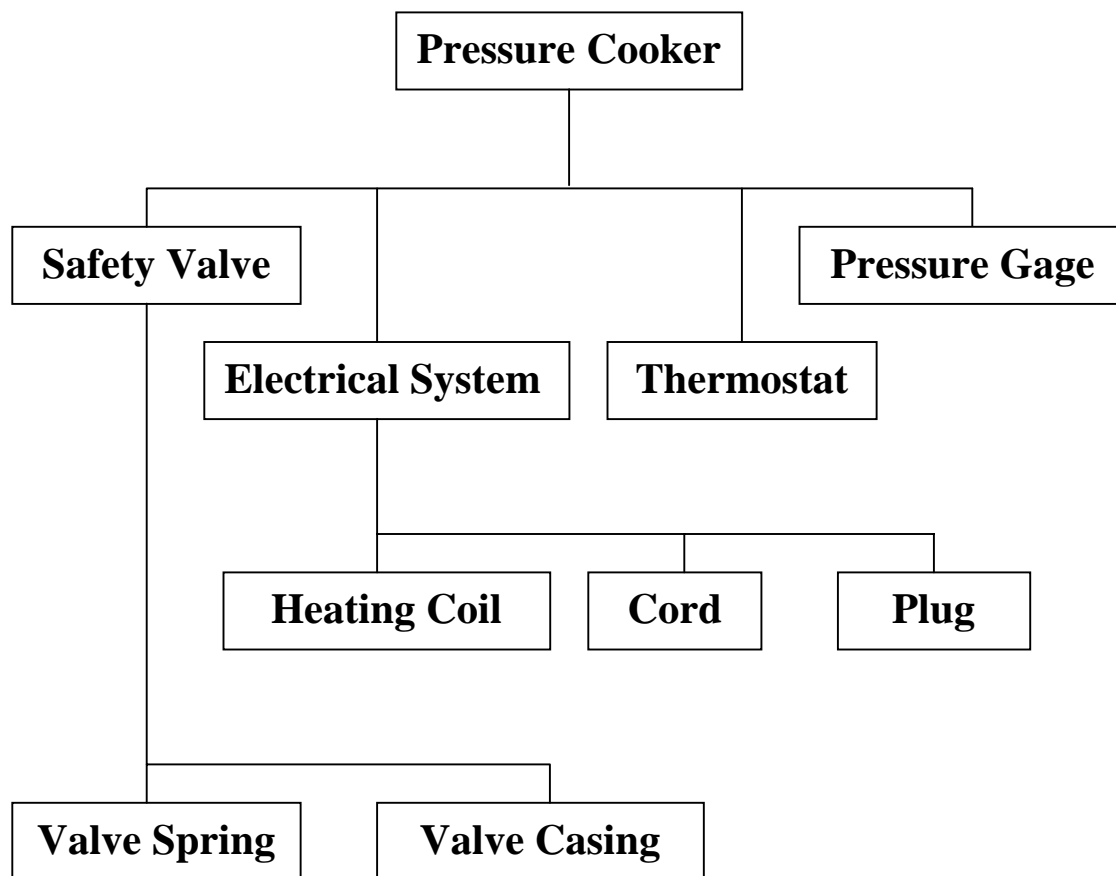 Pressure Cooker
Safety Valve
Pressure Gage
Electrical System
Thermostat
Heating Coil
Cord
Plug
Valve Spring
Valve Casing